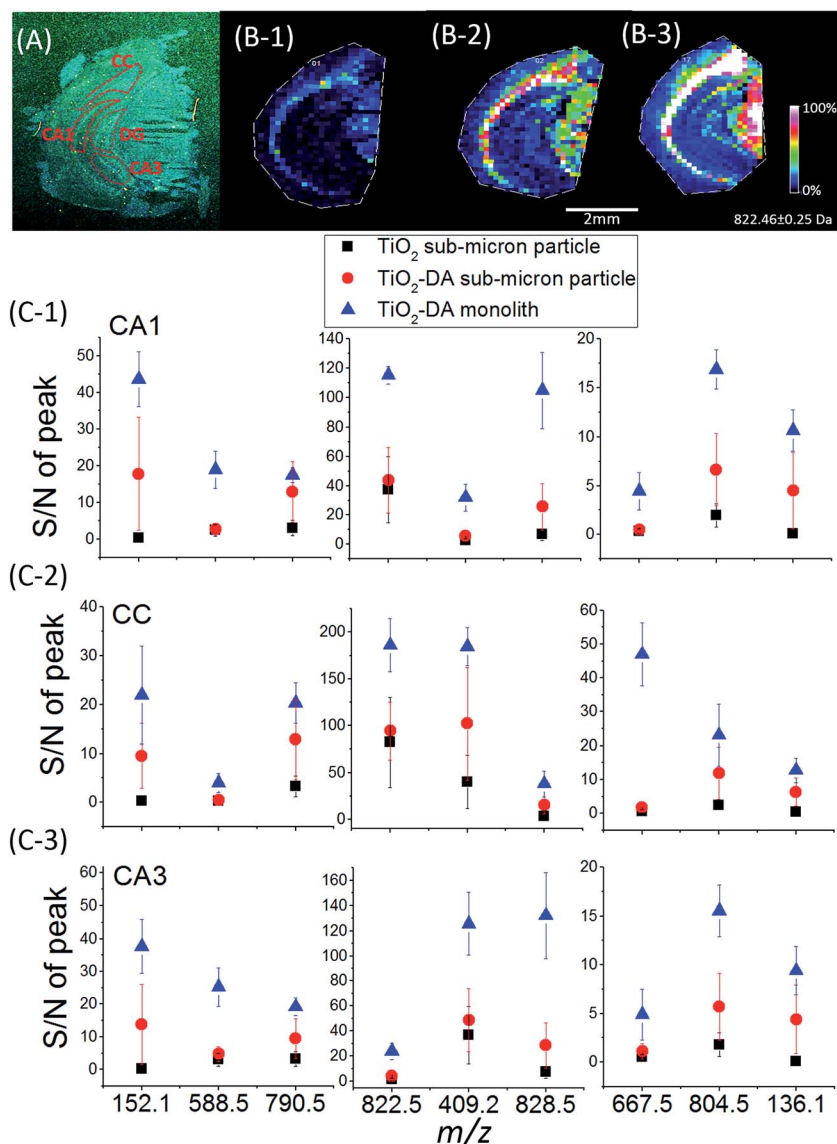 (A)
CC
CA1
DG
CA3
(B-1)
01
(B-2)
02
(B-3)
17
100%
0%
2mm
822.46±0.25 Da
TiO2 sub-micron particle
TiO2-DA sub-micron particle
TiO2-DA monolith
(C-1)
CA1
S/N of peak
50
40
30
20
10
0
140
120
100
80
60
40
20
0
20
15
10
5
0
(C-2)
CC
S/N of peak
40
30
20
10
0
200
150
100
50
0
60
50
40
30
20
10
0
(C-3)
CA3
S/N of peak
60
50
40
30
20
10
0
160
140
120
100
80
60
40
20
0
20
15
10
5
0
152.1 588.5 790.5 822.5 409.2 828.5 667.5 804.5 136.1
m/z